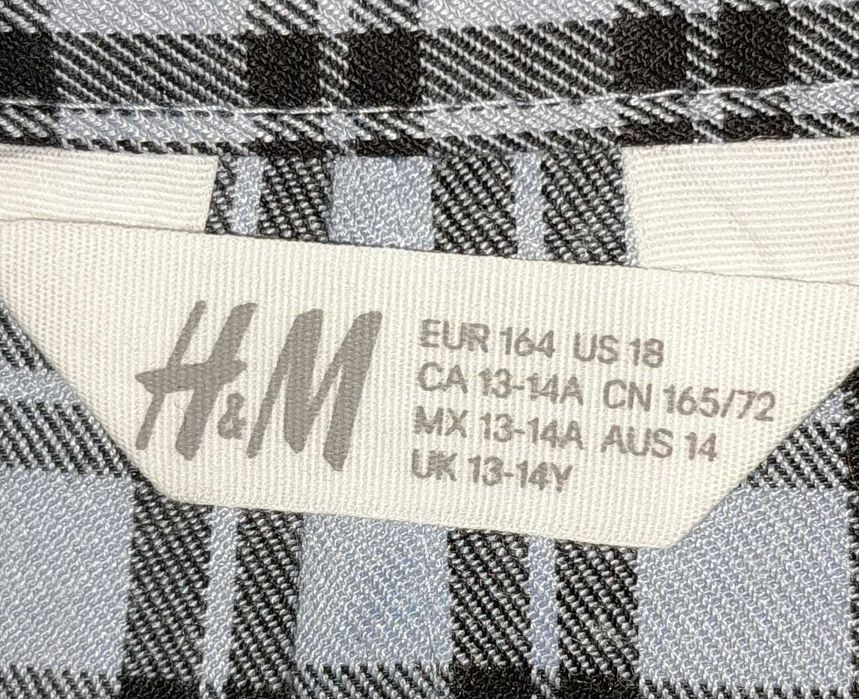 H&M
EUR 164 US 18
CA 13-14A CN 165/72
MX 13-14A AUS 14
UK 13-14Y